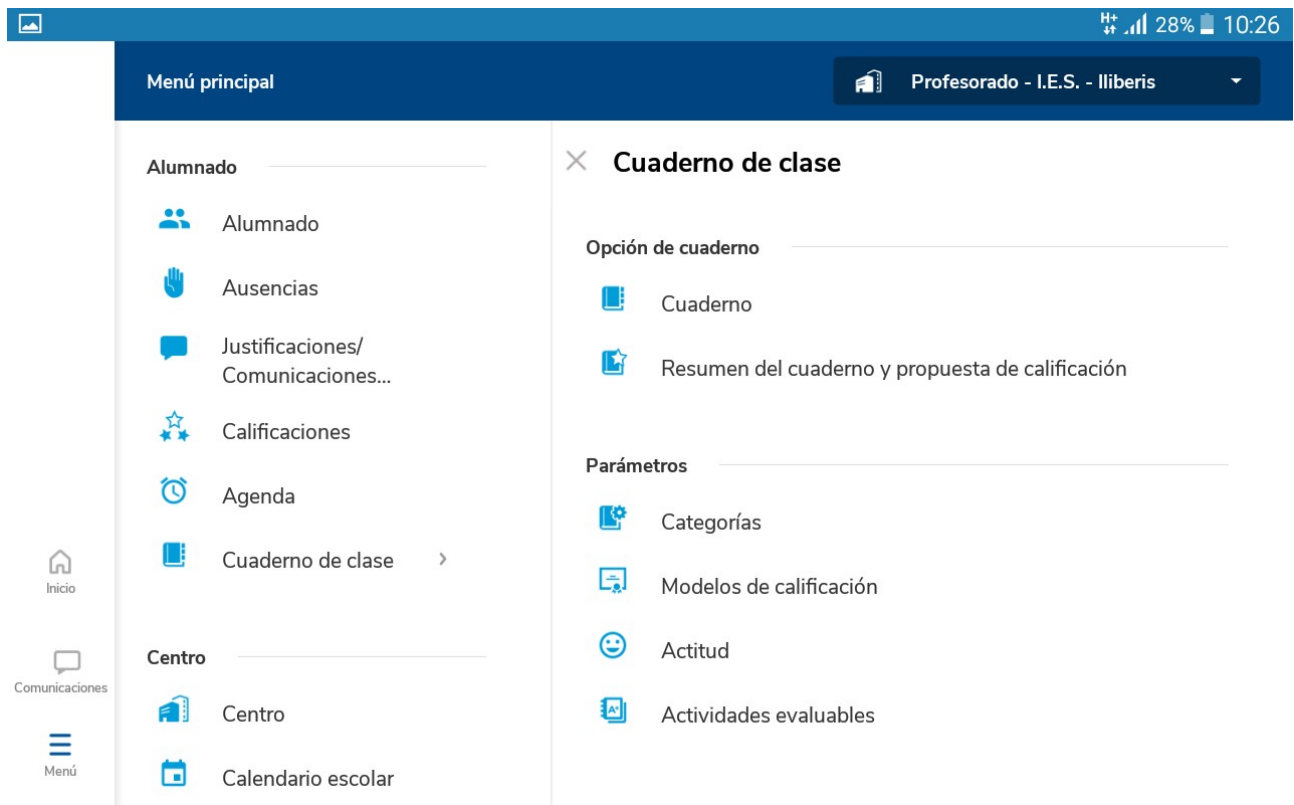 H+ 28% 10:26
Menú principal
Profesorado - I.E.S. - Iliberis
Alumnado
Alumnado
Ausencias
Justificaciones/
Comunicaciones...
Calificaciones
Agenda
Cuaderno de clase
Centro
Centro
Calendario escolar
Cuaderno de clase
Opción de cuaderno
Cuaderno
Resumen del cuaderno y propuesta de calificación
Parámetros
Categorías
Modelos de calificación
Actitud
Actividades evaluables
Inicio
Comunicaciones
Menú